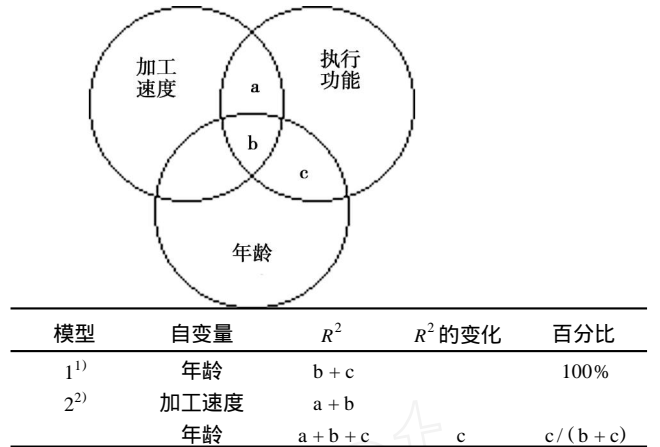 加工
速度
执行
功能
a
b
c
年龄
模型 自变量 R² R²的变化 百分比
1¹⁾ 年龄 b + c 100%
2²⁾ 加工速度 a + b
年龄 a + b + c c c/(b + c)